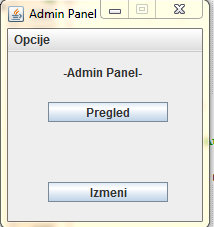 Admin Panel
Opcije
-Admin Panel-
Pregled
Izmeni